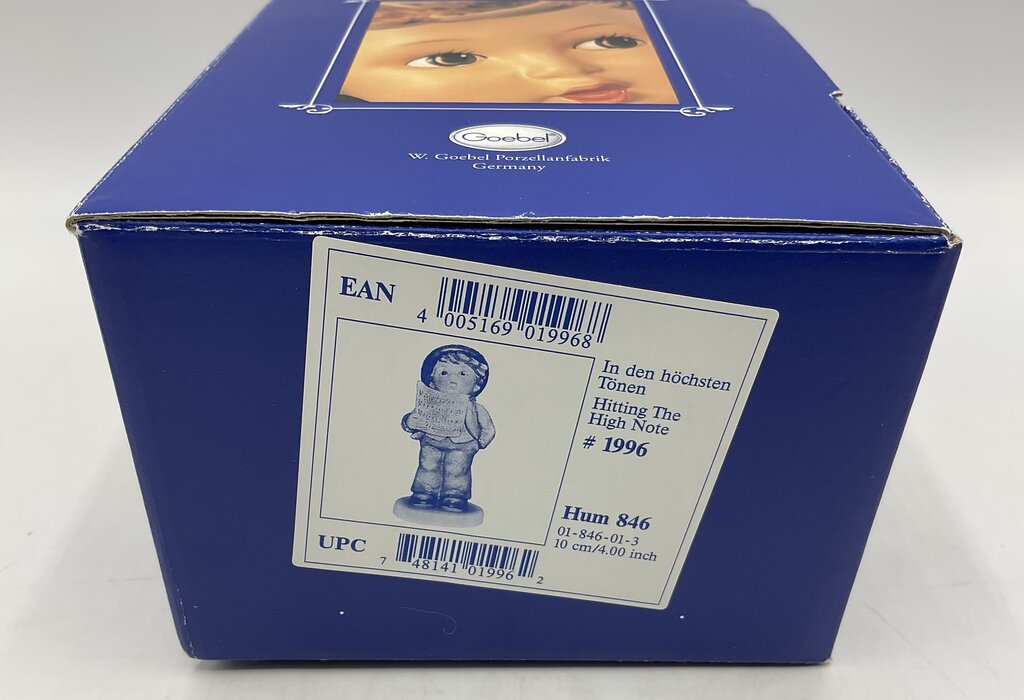 Goebel®
W. Goebel Porzellanfabrik
Germany
EAN
4 005169 019968
In den höchsten
Tönen
Hitting The
High Note
# 1996
Hum 846
01-846-01-3
10 cm/4.00 inch
UPC
7 48141 01996 2